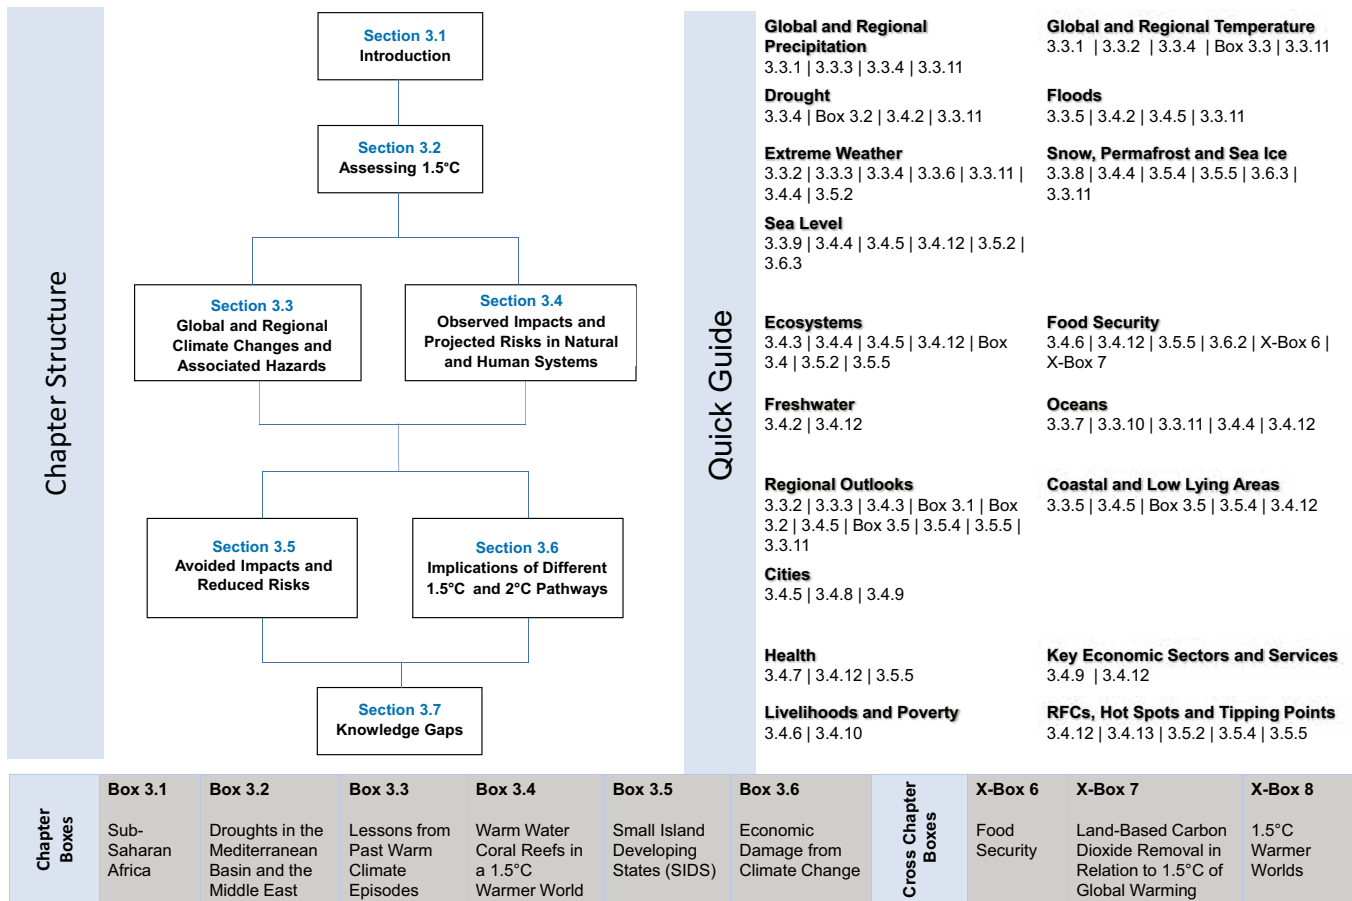 Chapter Structure
Section 3.1
Introduction
Section 3.2
Assessing 1.5°C
Section 3.3
Global and Regional
Climate Changes and
Associated Hazards
Section 3.4
Observed Impacts and
Projected Risks in Natural
and Human Systems
Section 3.5
Avoided Impacts and
Reduced Risks
Section 3.6
Implications of Different
1.5°C and 2°C Pathways
Section 3.7
Knowledge Gaps
Quick Guide
Global and Regional
Precipitation
3.3.1 | 3.3.3 | 3.3.4 | 3.3.11
Global and Regional Temperature
3.3.1 | 3.3.2 | 3.3.4 | Box 3.3 | 3.3.11
Drought
3.3.4 | Box 3.2 | 3.4.2 | 3.3.11
Floods
3.3.5 | 3.4.2 | 3.4.5 | 3.3.11
Extreme Weather
3.3.2 | 3.3.3 | 3.3.4 | 3.3.6 | 3.3.11 |
3.4.4 | 3.5.2
Snow, Permafrost and Sea Ice
3.3.8 | 3.4.4 | 3.5.4 | 3.5.5 | 3.6.3 |
3.3.11
Sea Level
3.3.9 | 3.4.4 | 3.4.5 | 3.4.12 | 3.5.2 |
3.6.3
Ecosystems
3.4.3 | 3.4.4 | 3.4.5 | 3.4.12 | Box
3.4 | 3.5.2 | 3.5.5
Food Security
3.4.6 | 3.4.12 | 3.5.5 | 3.6.2 | X-Box 6 |
X-Box 7
Freshwater
3.4.2 | 3.4.12
Oceans
3.3.7 | 3.3.10 | 3.3.11 | 3.4.4 | 3.4.12
Regional Outlooks
3.3.2 | 3.3.3 | 3.4.3 | Box 3.1 | Box
3.2 | 3.4.5 | Box 3.5 | 3.5.4 | 3.5.5 |
3.3.11
Coastal and Low Lying Areas
3.3.5 | 3.4.5 | Box 3.5 | 3.5.4 | 3.4.12
Cities
3.4.5 | 3.4.8 | 3.4.9
Health
3.4.7 | 3.4.12 | 3.5.5
Key Economic Sectors and Services
3.4.9 | 3.4.12
Livelihoods and Poverty
3.4.6 | 3.4.10
RFCs, Hot Spots and Tipping Points
3.4.12 | 3.4.13 | 3.5.2 | 3.5.4 | 3.5.5
Chapter
Boxes
Box 3.1
Sub-
Saharan
Africa
Box 3.2
Droughts in the
Mediterranean
Basin and the
Middle East
Box 3.3
Lessons from
Past Warm
Climate
Episodes
Box 3.4
Warm Water
Coral Reefs in
a 1.5°C
Warmer World
Box 3.5
Small Island
Developing
States (SIDS)
Box 3.6
Economic
Damage from
Climate Change
Cross Chapter
Boxes
X-Box 6
Food
Security
X-Box 7
Land-Based Carbon
Dioxide Removal in
Relation to 1.5°C of
Global Warming
X-Box 8
1.5°C
Warmer
Worlds